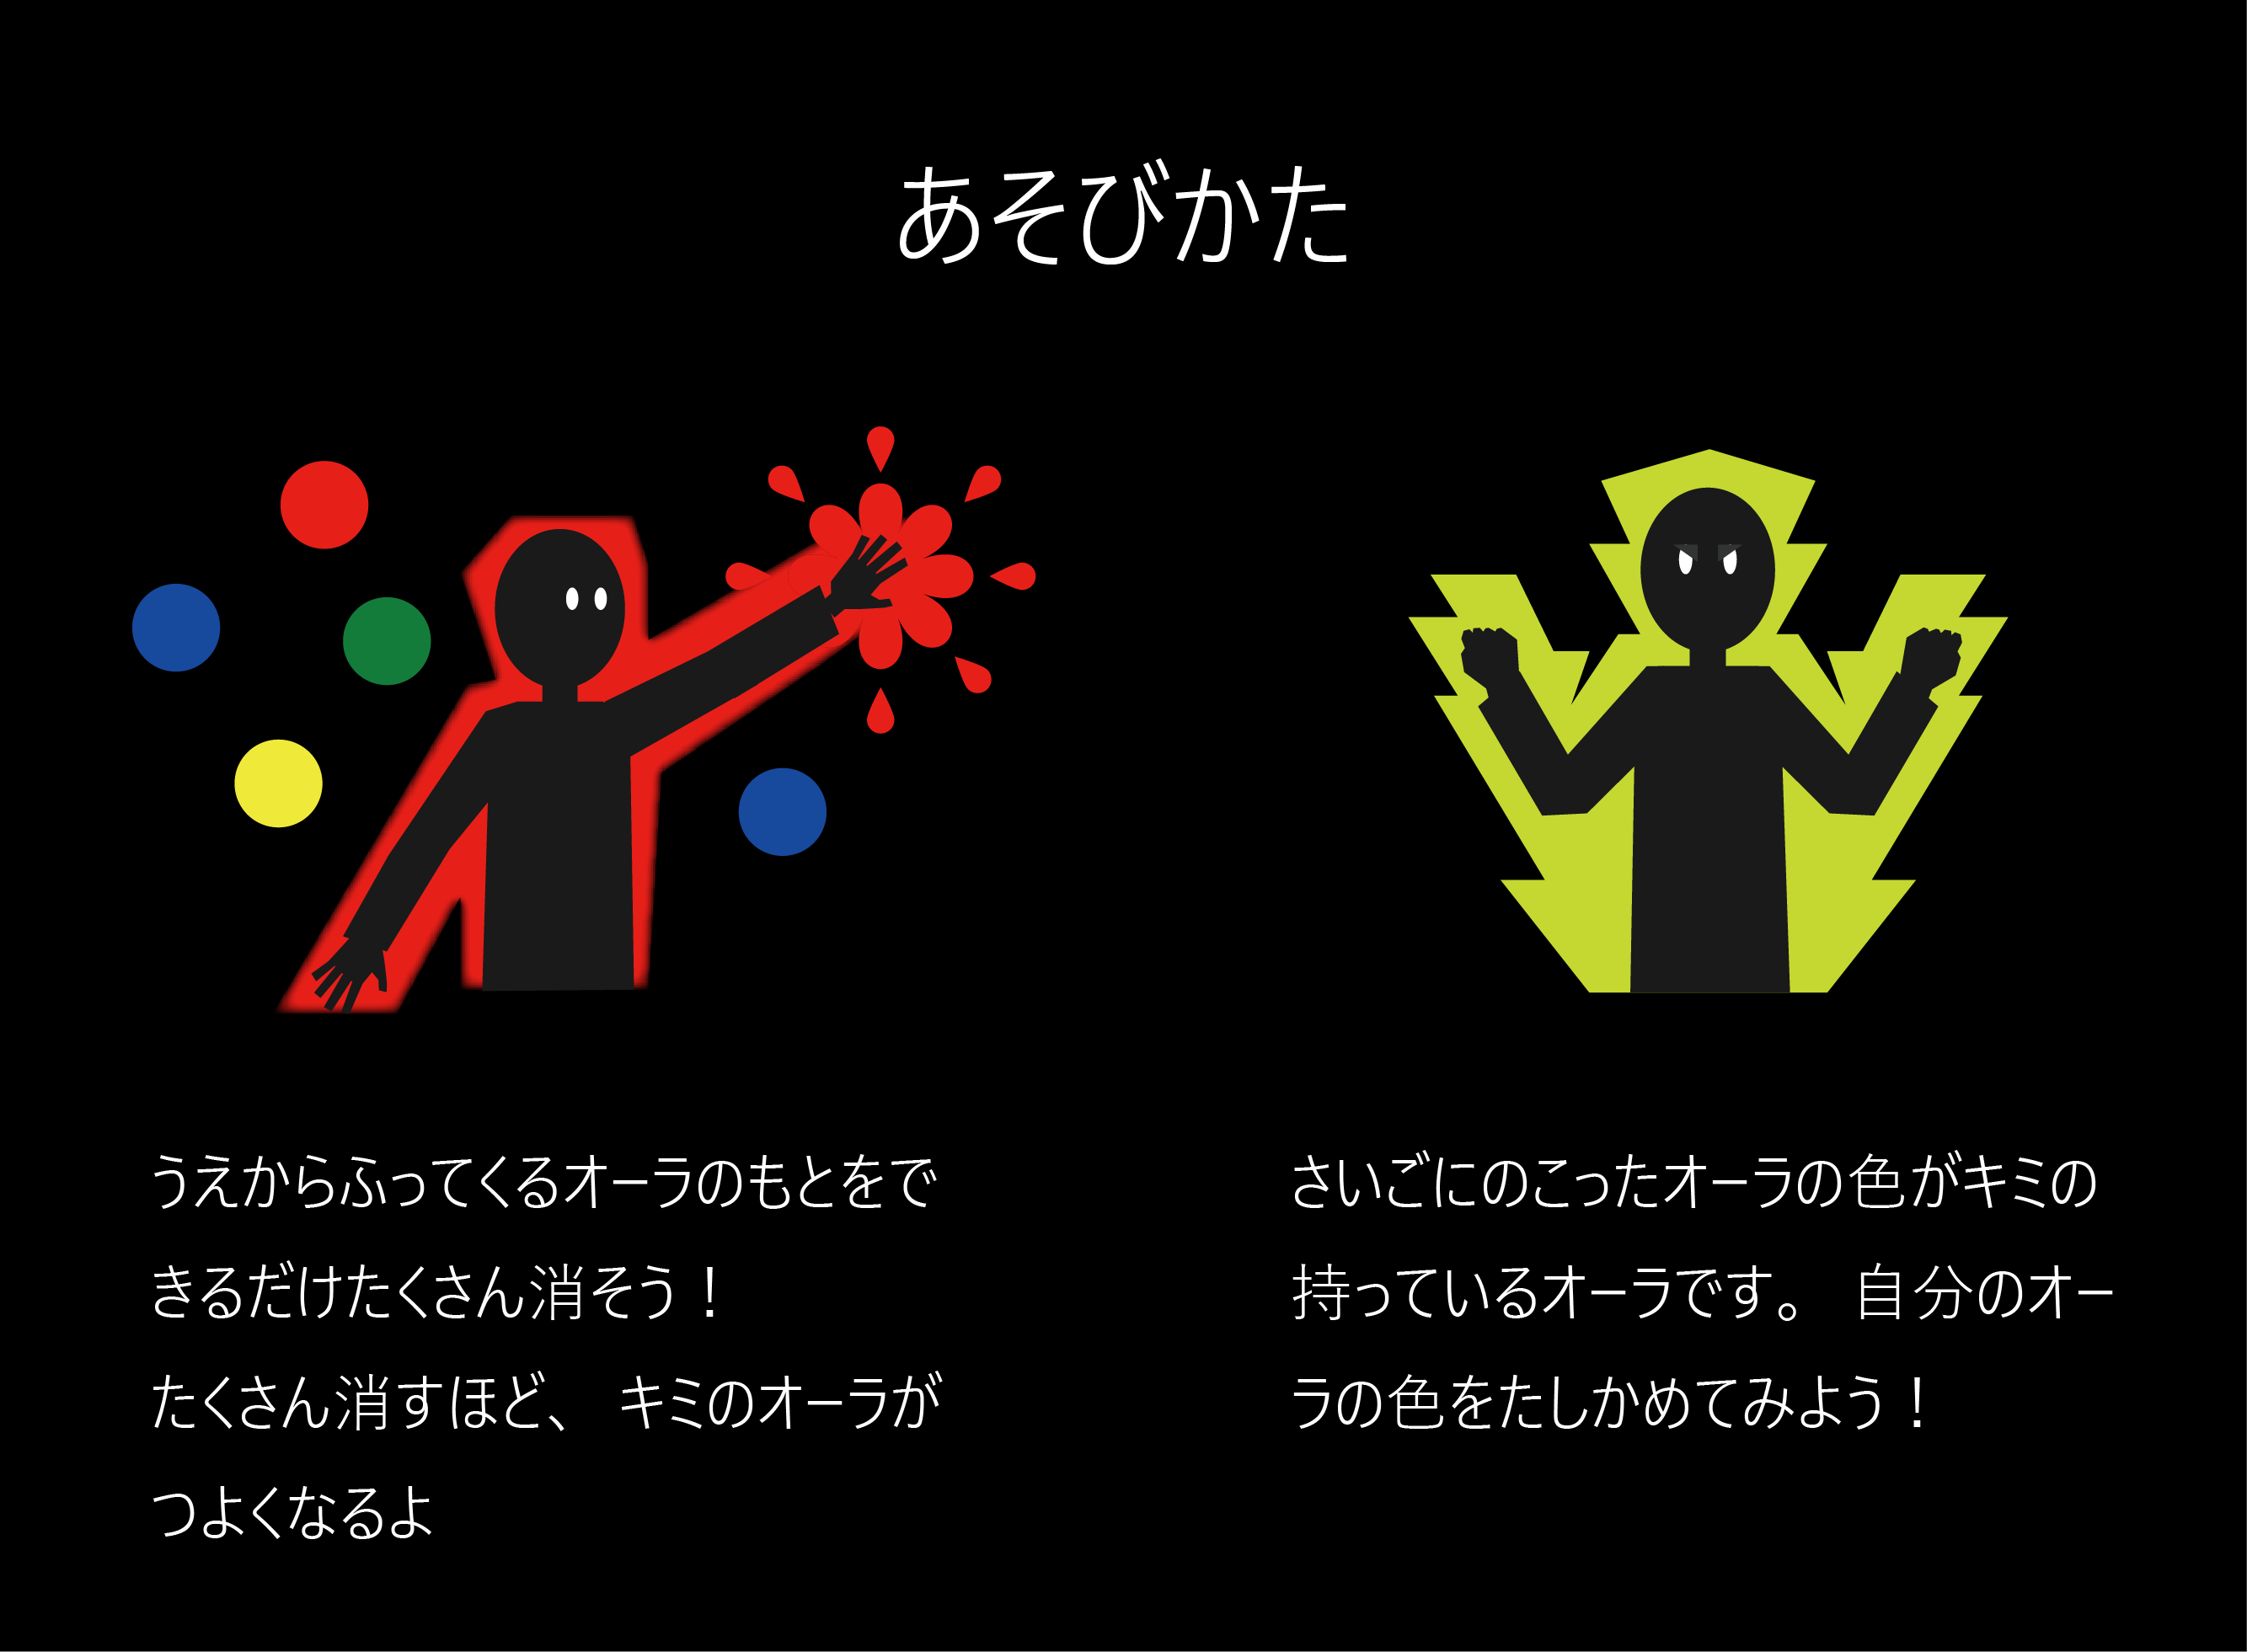 あそびかた
うえからふってくるオーラのもとをで
きるだけたくさん消そう！
たくさん消すほど、キミのオーラが
つよくなるよ
さいごにのこったオーラの色がキミの
持っているオーラです。自分のオー
ラの色をたしかめてみよう！